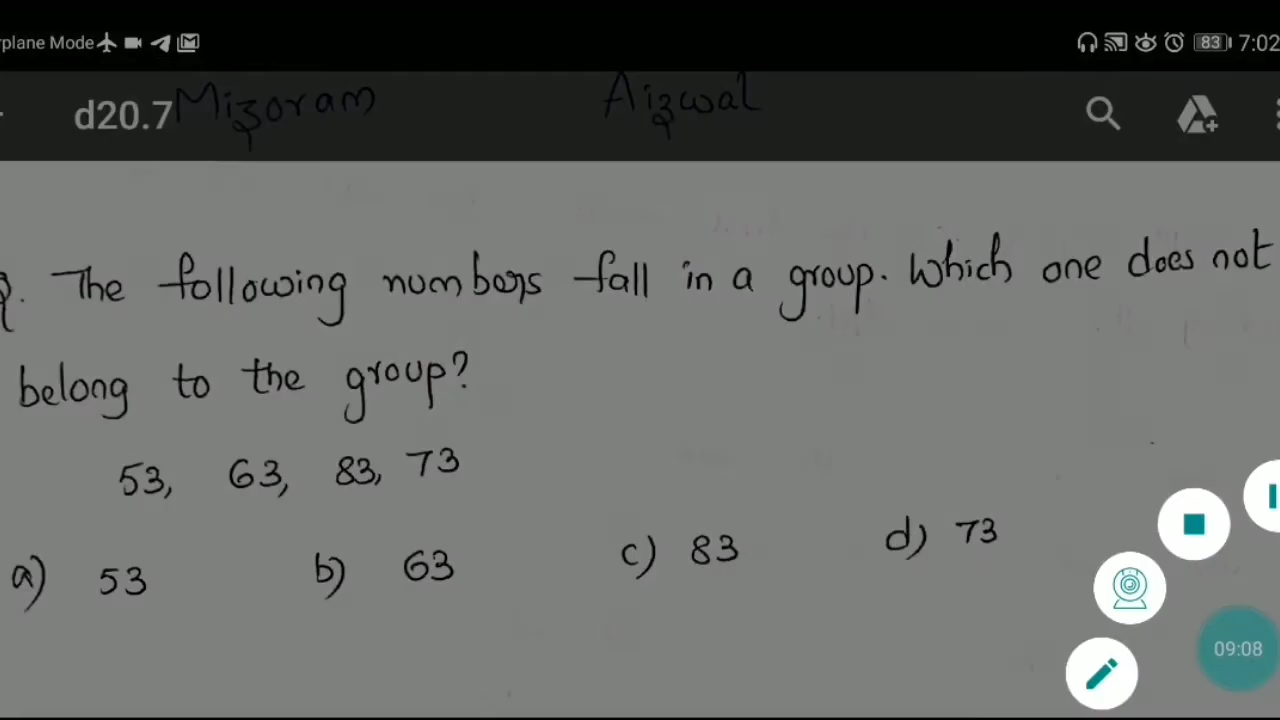 rplane Mode 83 7:02
d20.7 Mizoram Aizwal
Q. The following numbers fall in a group. Which one does not
belong to the group?
53, 63, 83, 73
a) 53 b) 63 c) 83 d) 73
09:08